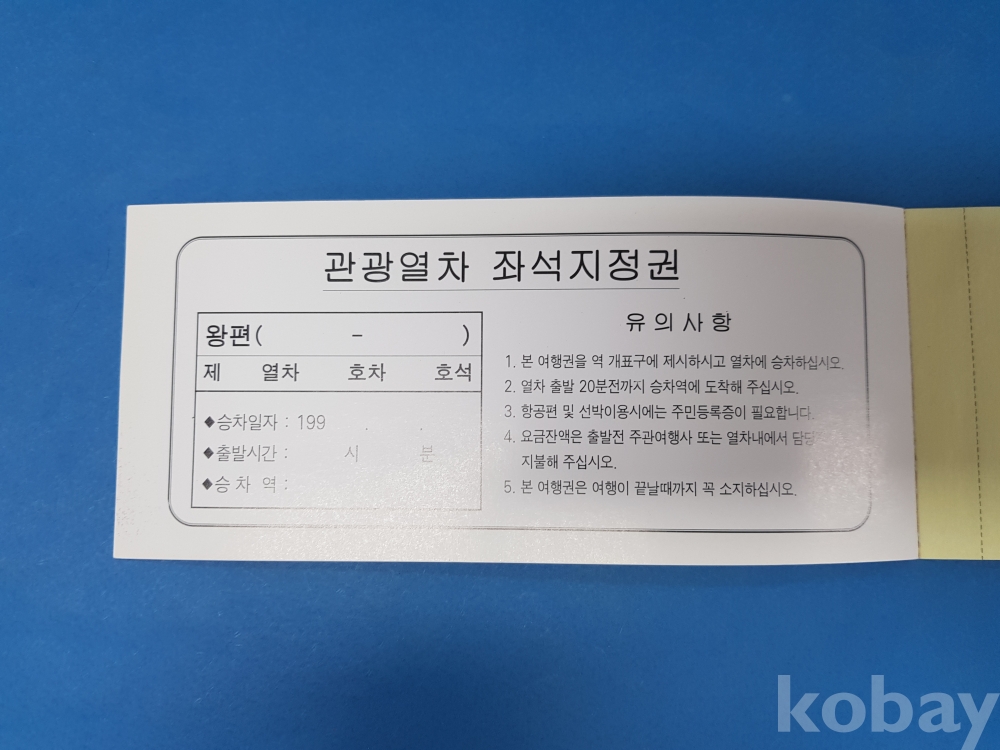 관광열차 좌석지정권
왕편( - )
제 열차 호차 호석
◆승차일자 : 199 . .
◆출발시간 : 시 분
◆승 차 역 :
유 의 사 항
1. 본 여행권을 역 개표구에 제시하시고 열차에 승차하십시오.
2. 열차 출발 20분전까지 승차역에 도착해 주십시오.
3. 항공편 및 선박이용시에는 주민등록증이 필요합니다.
4. 요금잔액은 출발전 주관여행사 또는 열차내에서
지불해 주십시오.
5. 본 여행권은 여행이 끝날때까지 꼭 소지하십시오.
kobay